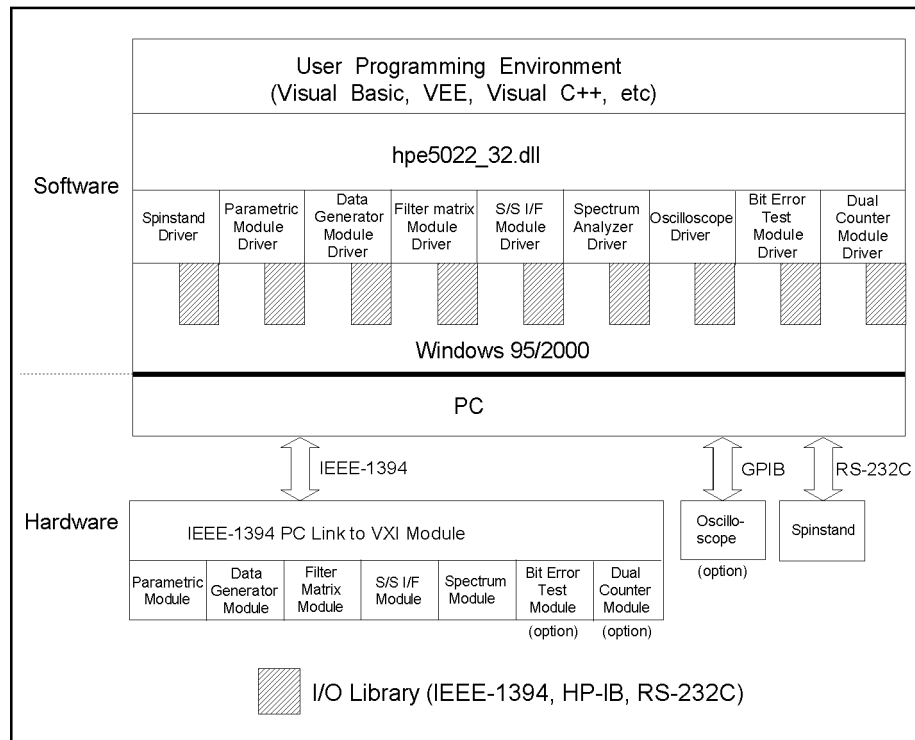 User Programming Environment
(Visual Basic, VEE, Visual C++, etc)
hpe5022_32.dll
Software
Spinstand
Driver
Parametric
Module
Driver
Data
Generator
Module
Driver
Filter matrix
Module
Driver
S/S I/F
Module
Driver
Spectrum
Analyzer
Driver
Oscilloscope
Driver
Bit Error
Test
Module
Driver
Dual
Counter
Module
Driver
Windows 95/2000
PC
IEEE-1394
GPIB
RS-232C
Hardware
IEEE-1394 PC Link to VXI Module
Parametric
Module
Data
Generator
Module
Filter
Matrix
Module
S/S I/F
Module
Spectrum
Module
Bit Error
Test
Module
(option)
Dual
Counter
Module
(option)
Oscillo-
scope
(option)
Spinstand
I/O Library (IEEE-1394, HP-IB, RS-232C)